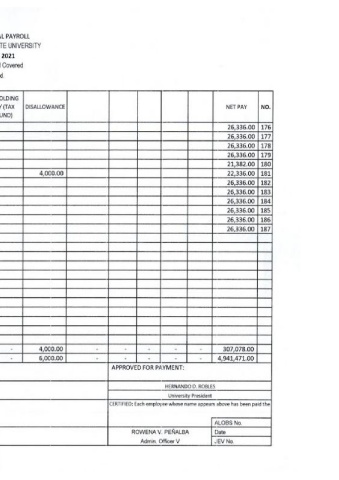 L PAYROLL
TE UNIVERSITY
2021
Covered
d
OLDING
Y (TAX
UND)
DISALLOWANCE
NET PAY NO.
26,336.00 176
26,336.00 177
26,336.00 178
26,336.00 179
21,382.00 180
4,000.00 22,336.00 181
26,336.00 182
26,336.00 183
26,336.00 184
26,336.00 185
26,336.00 186
26,336.00 187
- 4,000.00 - - - - - 307,078.00
- 6,000.00 - - - - - 4,941,471.00
APPROVED FOR PAYMENT:
HERNANDO D. ROBLES
University President
CERTIFIED: Each employee whose name appears above has been paid the
ALOBS No.
ROWENA V. PEÑALBA Date
Admin. Officer V JEV No.